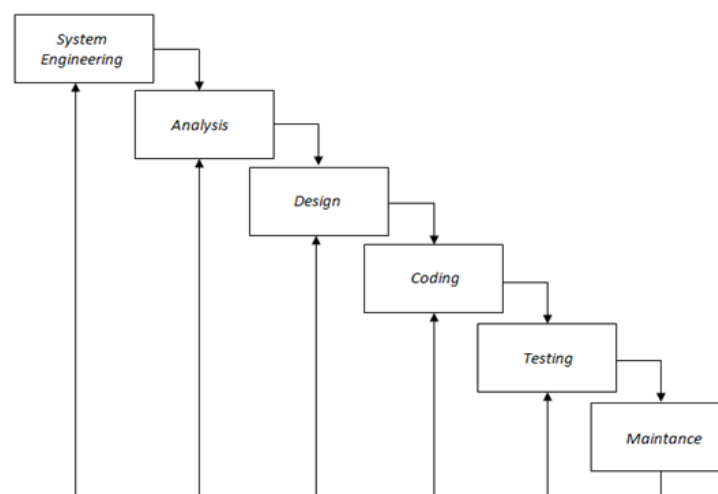 System
Engineering
Analysis
Design
Coding
Testing
Maintance